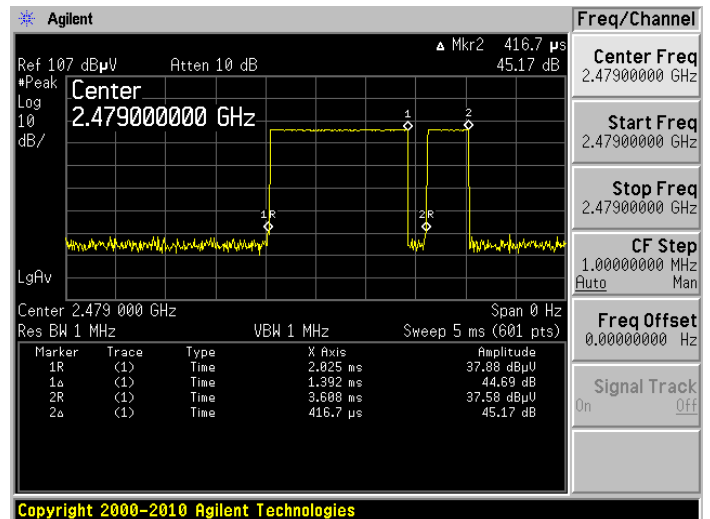 Agilent
Freq/Channel
Δ Mkr2 416.7 µs
Ref 107 dBµV Atten 10 dB 45.17 dB
#Peak
Log
10
dB/
Center
2.479000000 GHz
1
2
1R
2R
LgAv
Center 2.479 000 GHz Span 0 Hz
Res BW 1 MHz VBW 1 MHz Sweep 5 ms (601 pts)
Marker Trace Type X Axis Amplitude
1R (1) Time 2.025 ms 37.88 dBµV
1Δ (1) Time 1.392 ms 44.69 dB
2R (1) Time 3.608 ms 37.58 dBµV
2Δ (1) Time 416.7 µs 45.17 dB
Center Freq
2.47900000 GHz
Start Freq
2.47900000 GHz
Stop Freq
2.47900000 GHz
CF Step
1.00000000 MHz
Auto Man
Freq Offset
0.00000000 Hz
Signal Track
On Off
Copyright 2000-2010 Agilent Technologies